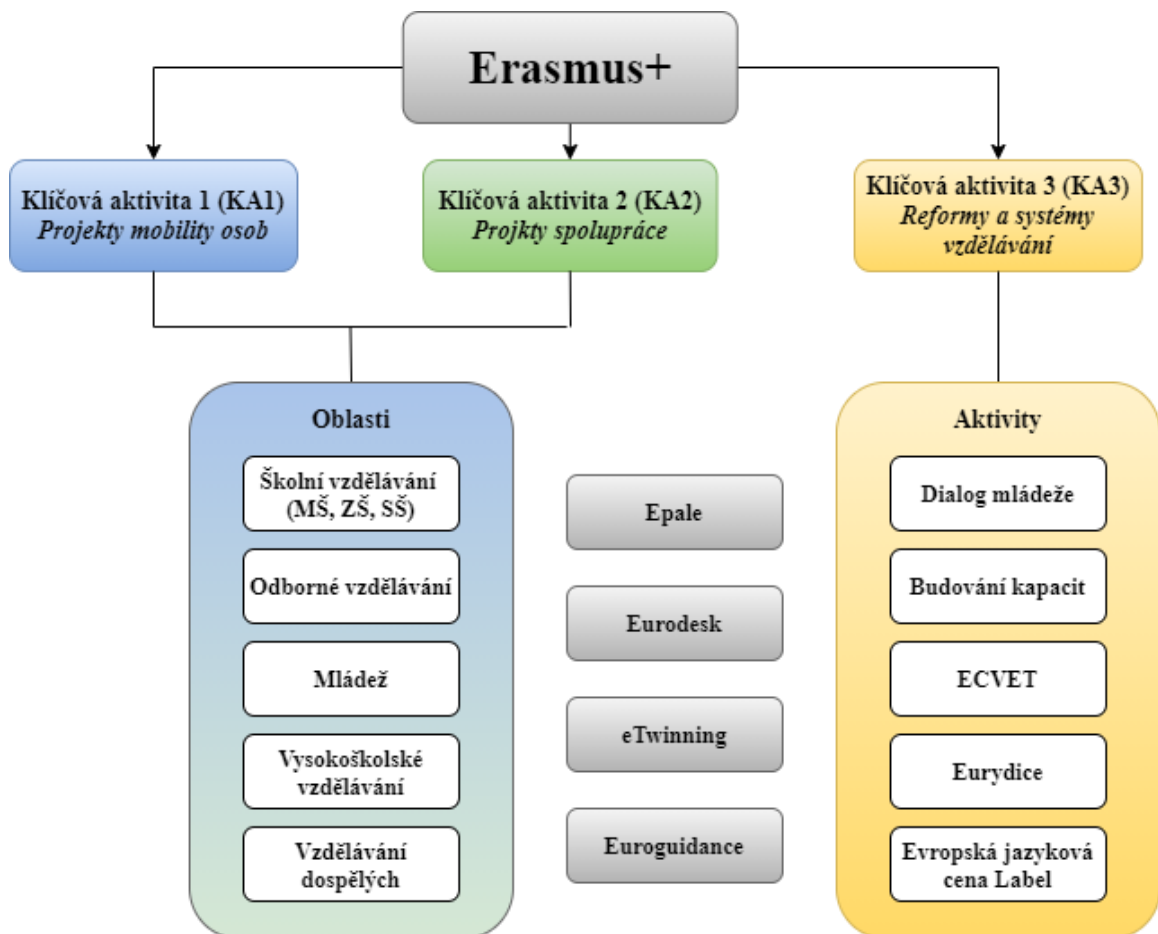 Erasmus+
Klíčová aktivita 1 (KA1)
Projekty mobility osob
Klíčová aktivita 2 (KA2)
Projkty spolupráce
Klíčová aktivita 3 (KA3)
Reformy a systémy
vzdělávání
Oblasti
Školní vzdělávání
(MŠ, ZŠ, SŠ)
Odborné vzdělávání
Mládež
Vysokoškolské
vzdělávání
Vzdělávání
dospělých
Epale
Eurodesk
eTwinning
Euroguidance
Aktivity
Dialog mládeže
Budování kapacit
ECVET
Eurydice
Evropská jazyková
cena Label